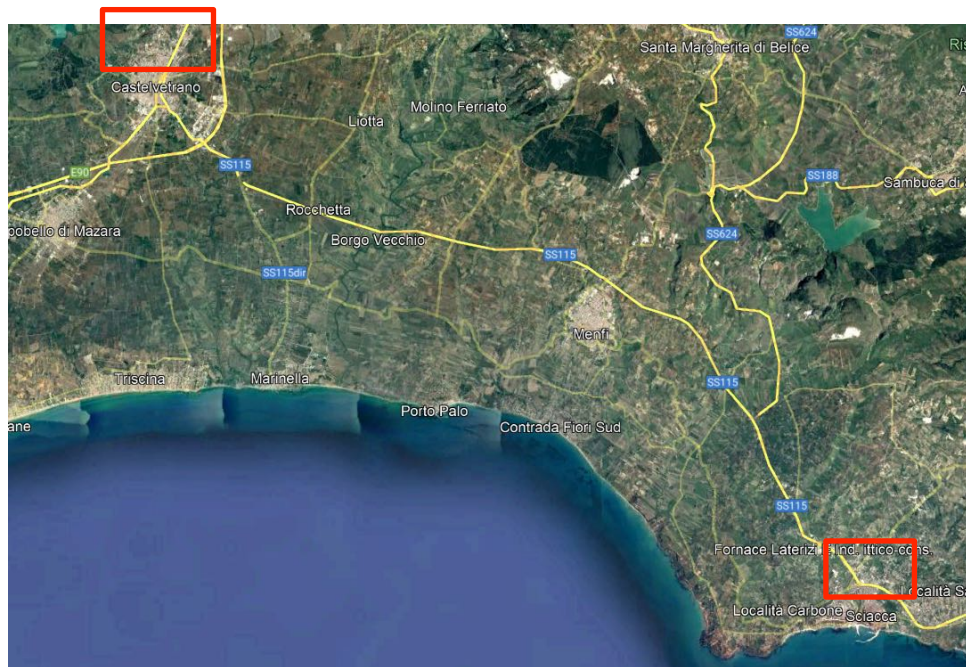 SS624
Santa Margherita di Belice
Ris
Castelvetrano
A
Molino Ferriato
Liotta
SS115
E90
SS188
Sambuca di S
Rocchetta
pobello di Mazara
SS624
Borgo Vecchio
SS115
SS115dir
Menfi
Triscina
Marinella
SS115
Porto Palo
ane
Contrada Fiori Sud
SS115
Fornace Laterizi e Ind. ittico-cons.
Località Sa
Località Carbone
Sciacca